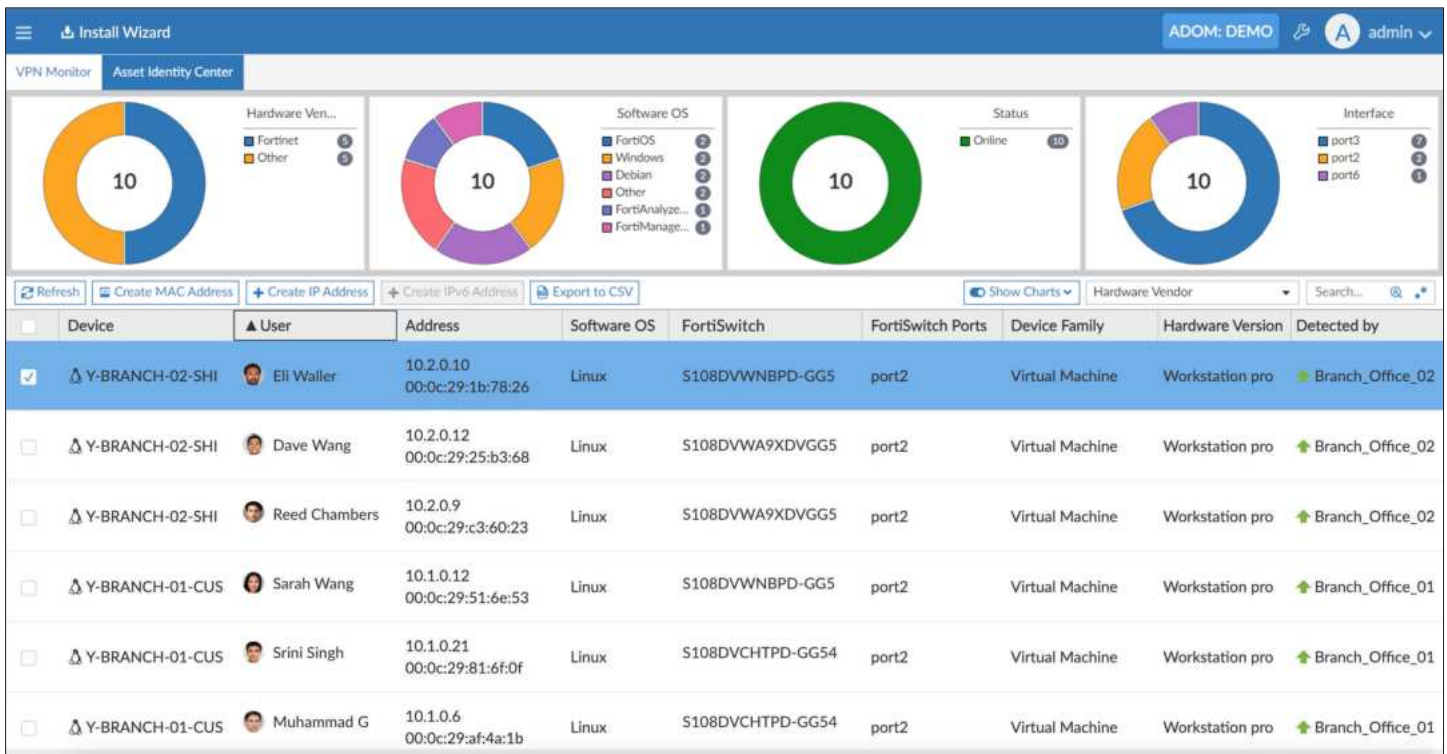 Install Wizard
ADOM: DEMO
A
admin
VPN Monitor
Asset Identity Center
10
Hardware Ven...
Fortinet 5
Other 5
10
Software OS
FortiOS 2
Windows 2
Debian 2
Other 2
FortiAnalyze... 1
FortiManage... 1
10
Status
Online 10
10
Interface
port3 7
port2 2
port6 1
Refresh
Create MAC Address
Create IP Address
Create IPv6 Address
Export to CSV
Show Charts
Hardware Vendor
Search...
Device User Address Software OS FortiSwitch FortiSwitch Ports Device Family Hardware Version Detected by
Y-BRANCH-02-SHI Eli Waller 10.2.0.10 Linux S108DVWNBPD-GG5 port2 Virtual Machine Workstation pro Branch_Office_02
00:0c:29:1b:78:26
Y-BRANCH-02-SHI Dave Wang 10.2.0.12 Linux S108DVWA9XDVGG5 port2 Virtual Machine Workstation pro Branch_Office_02
00:0c:29:25:b3:68
Y-BRANCH-02-SHI Reed Chambers 10.2.0.9 Linux S108DVWA9XDVGG5 port2 Virtual Machine Workstation pro Branch_Office_02
00:0c:29:c3:60:23
Y-BRANCH-01-CUS Sarah Wang 10.1.0.12 Linux S108DVWNBPD-GG5 port2 Virtual Machine Workstation pro Branch_Office_01
00:0c:29:51:6e:53
Y-BRANCH-01-CUS Srini Singh 10.1.0.21 Linux S108DVCHTPD-GG54 port2 Virtual Machine Workstation pro Branch_Office_01
00:0c:29:81:6f:0f
Y-BRANCH-01-CUS Muhammad G 10.1.0.6 Linux S108DVCHTPD-GG54 port2 Virtual Machine Workstation pro Branch_Office_01
00:0c:29:af:4a:1b